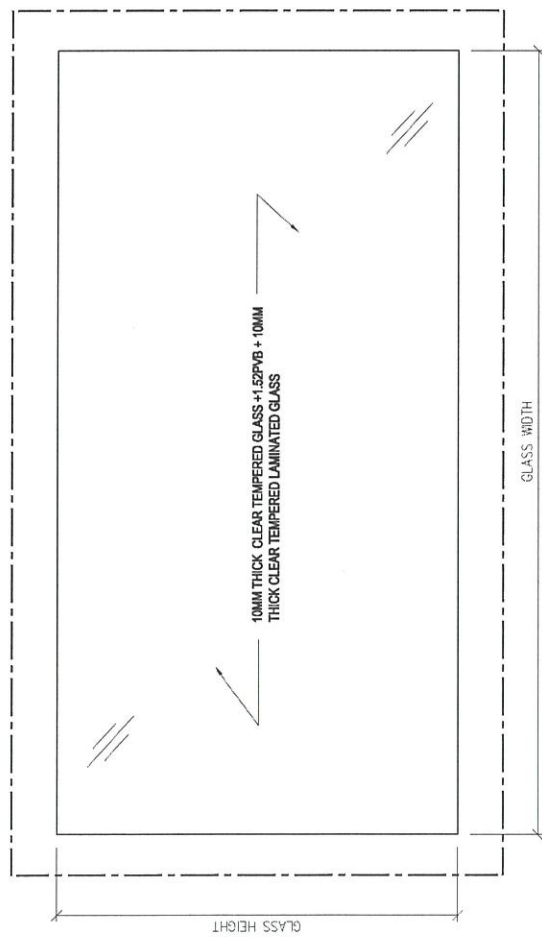 10MM THICK CLEAR TEMPERED GLASS +1.52PVB + 10MM
THICK CLEAR TEMPERED LAMINATED GLASS
GLASS WIDTH
GLASS HEIGHT